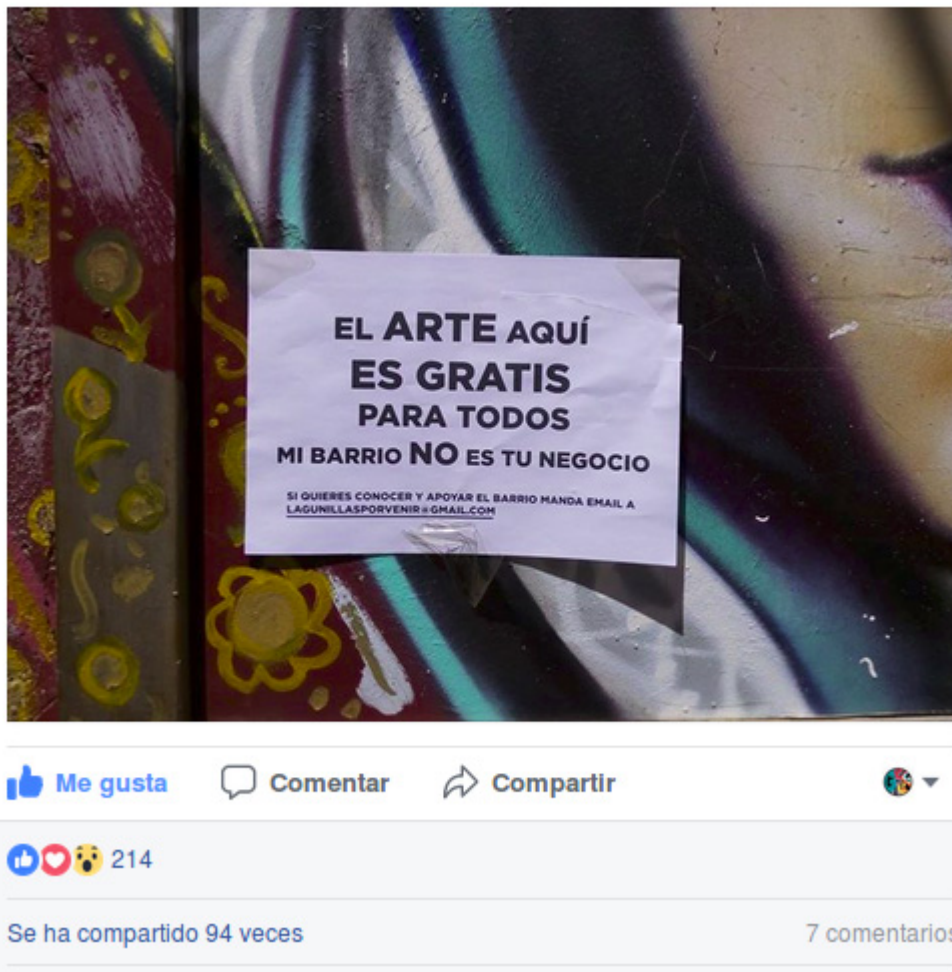 EL ARTE AQUÍ
ES GRATIS
PARA TODOS
MI BARRIO NO ES TU NEGOCIO
SI QUIERES CONOCER Y APOYAR EL BARRIO MANDA EMAIL A
LAGUNILLASPORVENIR@GMAIL.COM
Me gusta Comentar Compartir
214
Se ha compartido 94 veces 7 comentarios